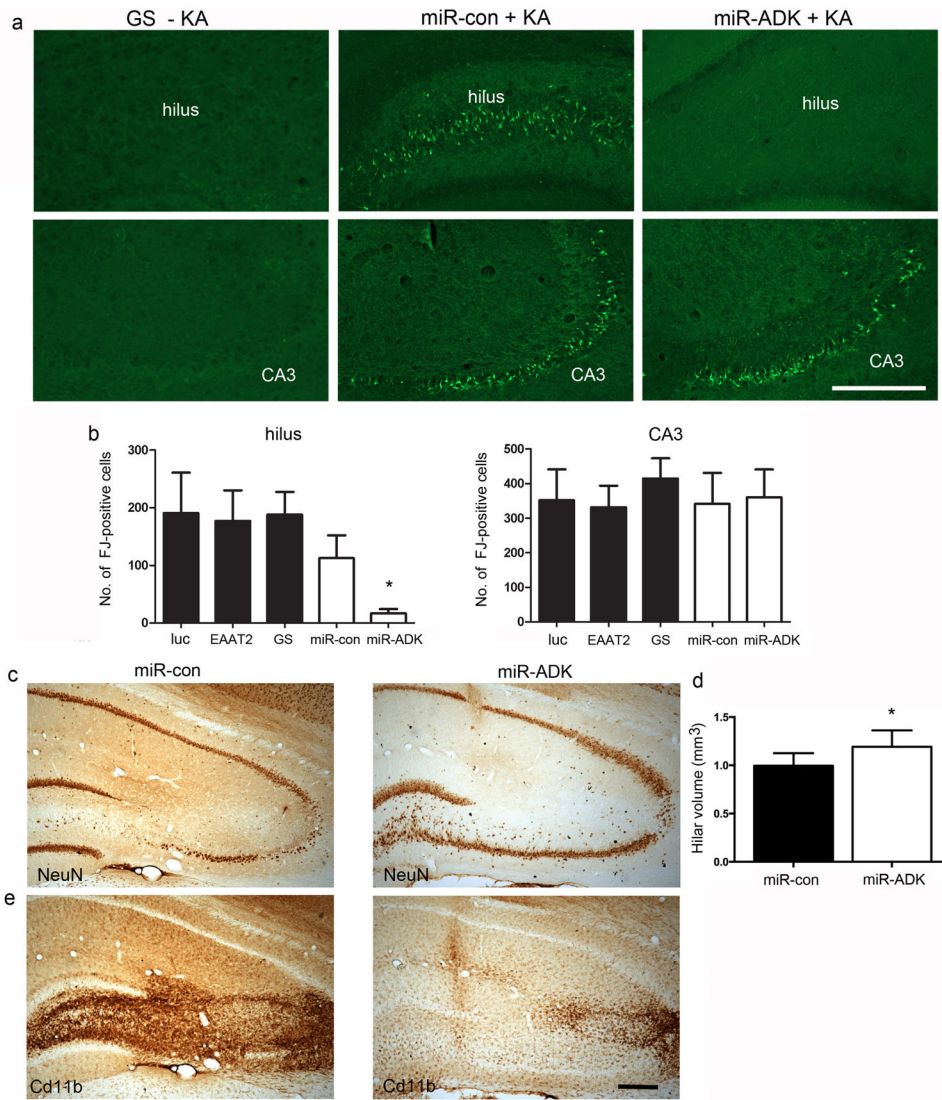 a
GS - KA
miR-con + KA
miR-ADK + KA
hilus
hilus
hilus
CA3
CA3
CA3
b
hilus
No. of FJ-positive cells
300
200
100
0
luc
EAAT2
GS
miR-con
miR-ADK
*
CA3
No. of FJ-positive cells
500
400
300
200
100
0
luc
EAAT2
GS
miR-con
miR-ADK
c
miR-con
miR-ADK
NeuN
NeuN
d
Hilar volume (mm3)
1.5
1.0
0.5
0.0
*
miR-con
miR-ADK
e
Cd11b
Cd11b